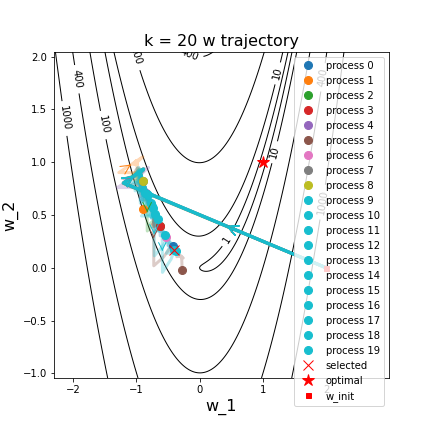 k = 20 w trajectory
2.0
1.5
1.0
0.5
0.0
−0.5
−1.0
w_2
−2
−1
0
1
w_1
1000
400
100
10
10
1
process 0
process 1
process 2
process 3
process 4
process 5
process 6
process 7
process 8
process 9
process 10
process 11
process 12
process 13
process 14
process 15
process 16
process 17
process 18
process 19
selected
optimal
w_init